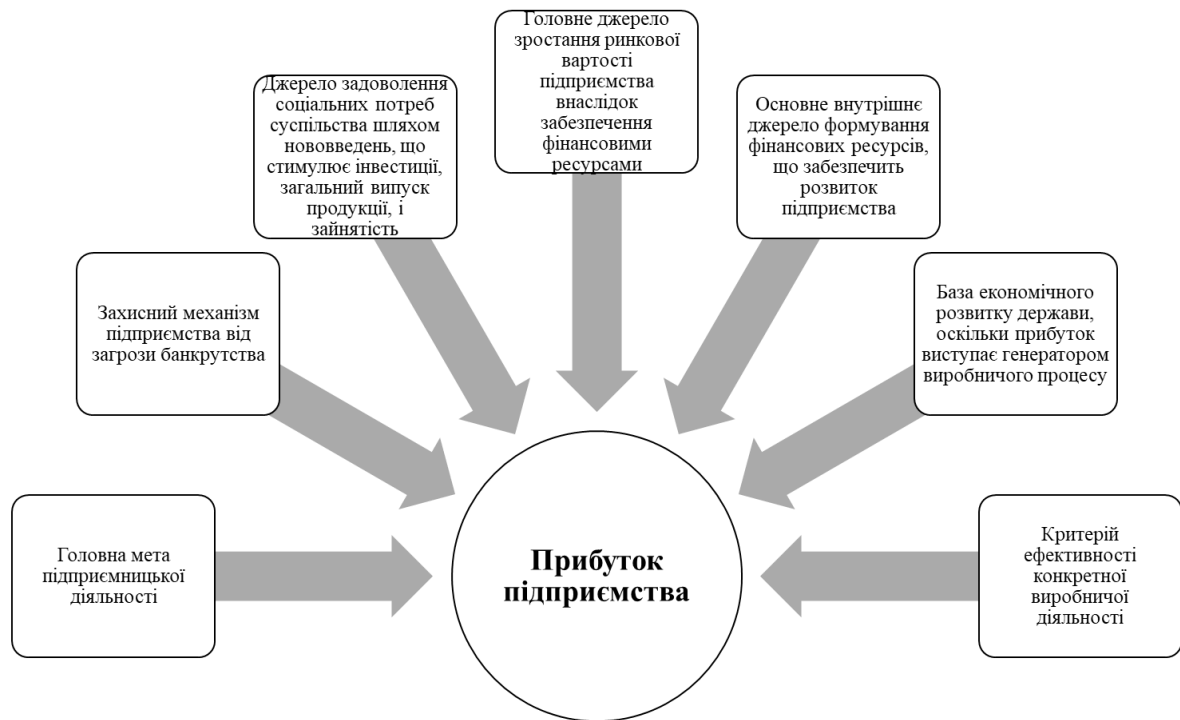 Головна мета
підприємницької
діяльності
Захисний механізм
підприємства від
загрози банкрутства
Джерело задоволення
соціальних потреб
суспільства шляхом
нововведень, що
стимулює інвестиції,
загальний випуск
продукції, і
зайнятість
Головне джерело
зростання ринкової
вартості
підприємства
внаслідок
забезпечення
фінансовими
ресурсами
Основне внутрішнє
джерело формування
фінансових ресурсів,
що забезпечить
розвиток
підприємства
База економічного
розвитку держави,
оскільки прибуток
виступає генератором
виробничого процесу
Критерій
ефективності
конкретної
виробничої
діяльності
Прибуток
підприємства